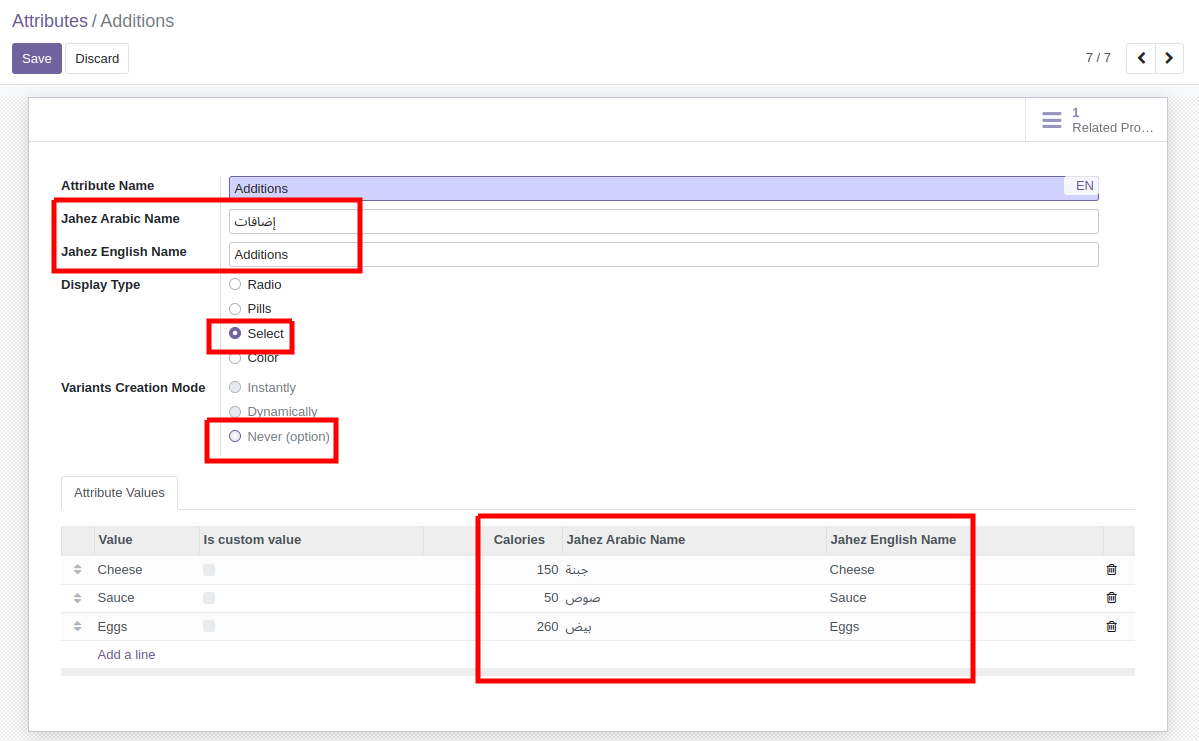 Attributes / Additions
Save Discard 7 / 7
1
Related Pro...
Attribute Name Additions EN
Jahez Arabic Name إضافات
Jahez English Name Additions
Display Type Radio
Pills
Select
Color
Variants Creation Mode Instantly
Dynamically
Never (option)
Attribute Values
Value Is custom value Calories Jahez Arabic Name Jahez English Name
Cheese 150 جبنة Cheese
Sauce 50 صوص Sauce
Eggs 260 بيض Eggs
Add a line